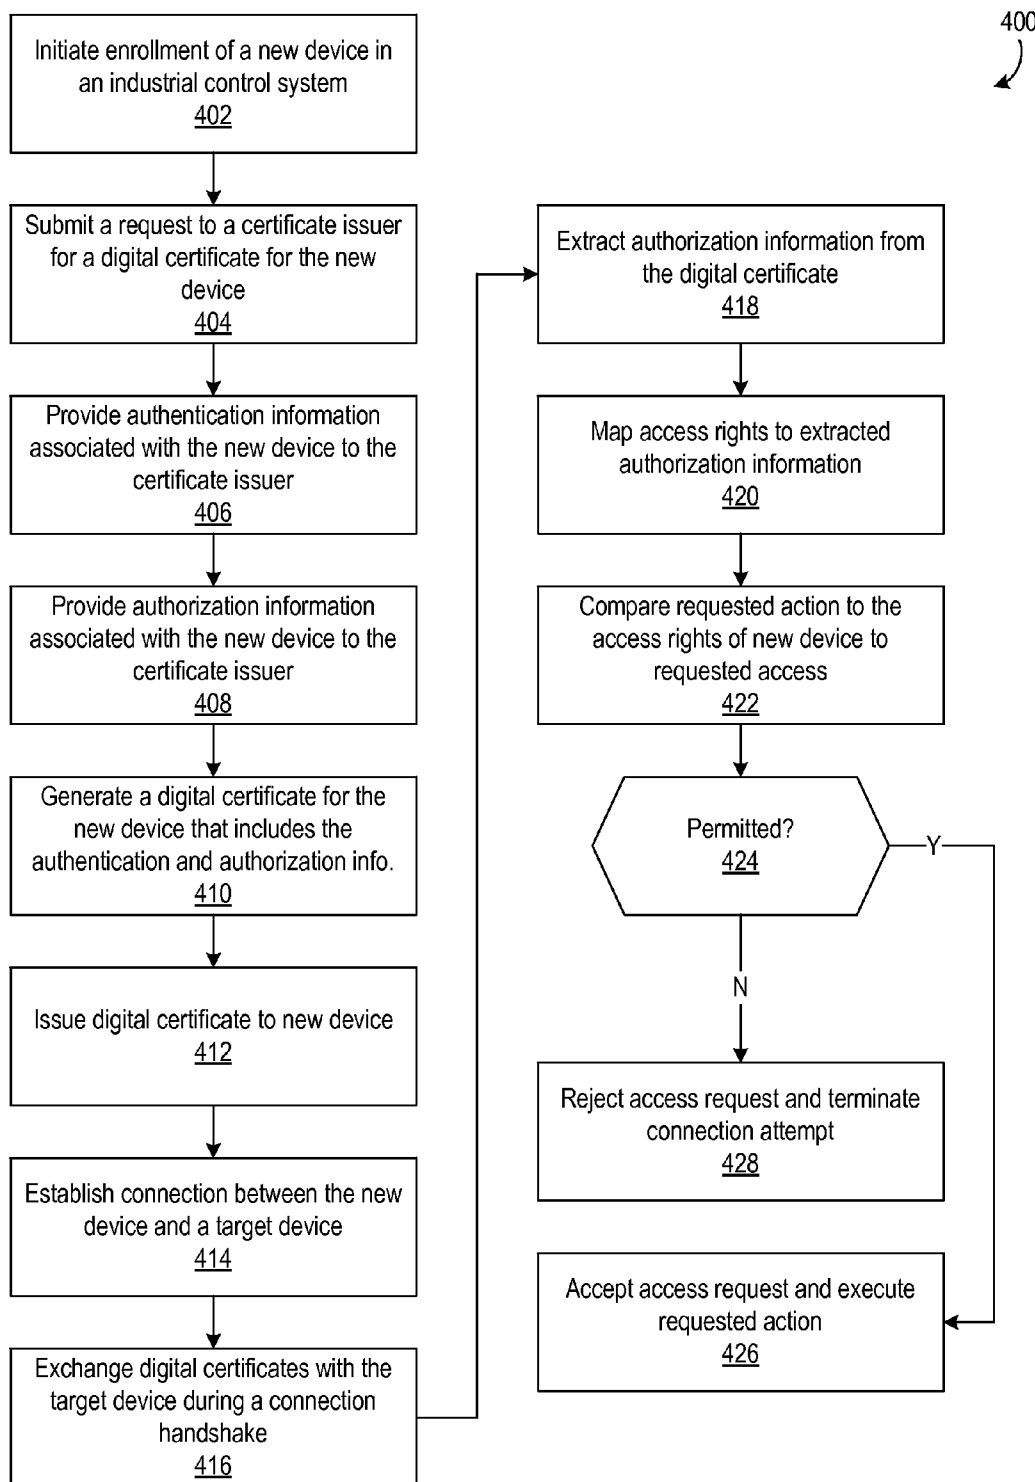 400
Initiate enrollment of a new device in
an industrial control system
402
Submit a request to a certificate issuer
for a digital certificate for the new
device
404
Provide authentication information
associated with the new device to the
certificate issuer
406
Provide authorization information
associated with the new device to the
certificate issuer
408
Generate a digital certificate for the
new device that includes the
authentication and authorization info.
410
Issue digital certificate to new device
412
Establish connection between the new
device and a target device
414
Exchange digital certificates with the
target device during a connection
handshake
416
Extract authorization information from
the digital certificate
418
Map access rights to extracted
authorization information
420
Compare requested action to the
access rights of new device to
requested access
422
Permitted?
424
Y
N
Reject access request and terminate
connection attempt
428
Accept access request and execute
requested action
426